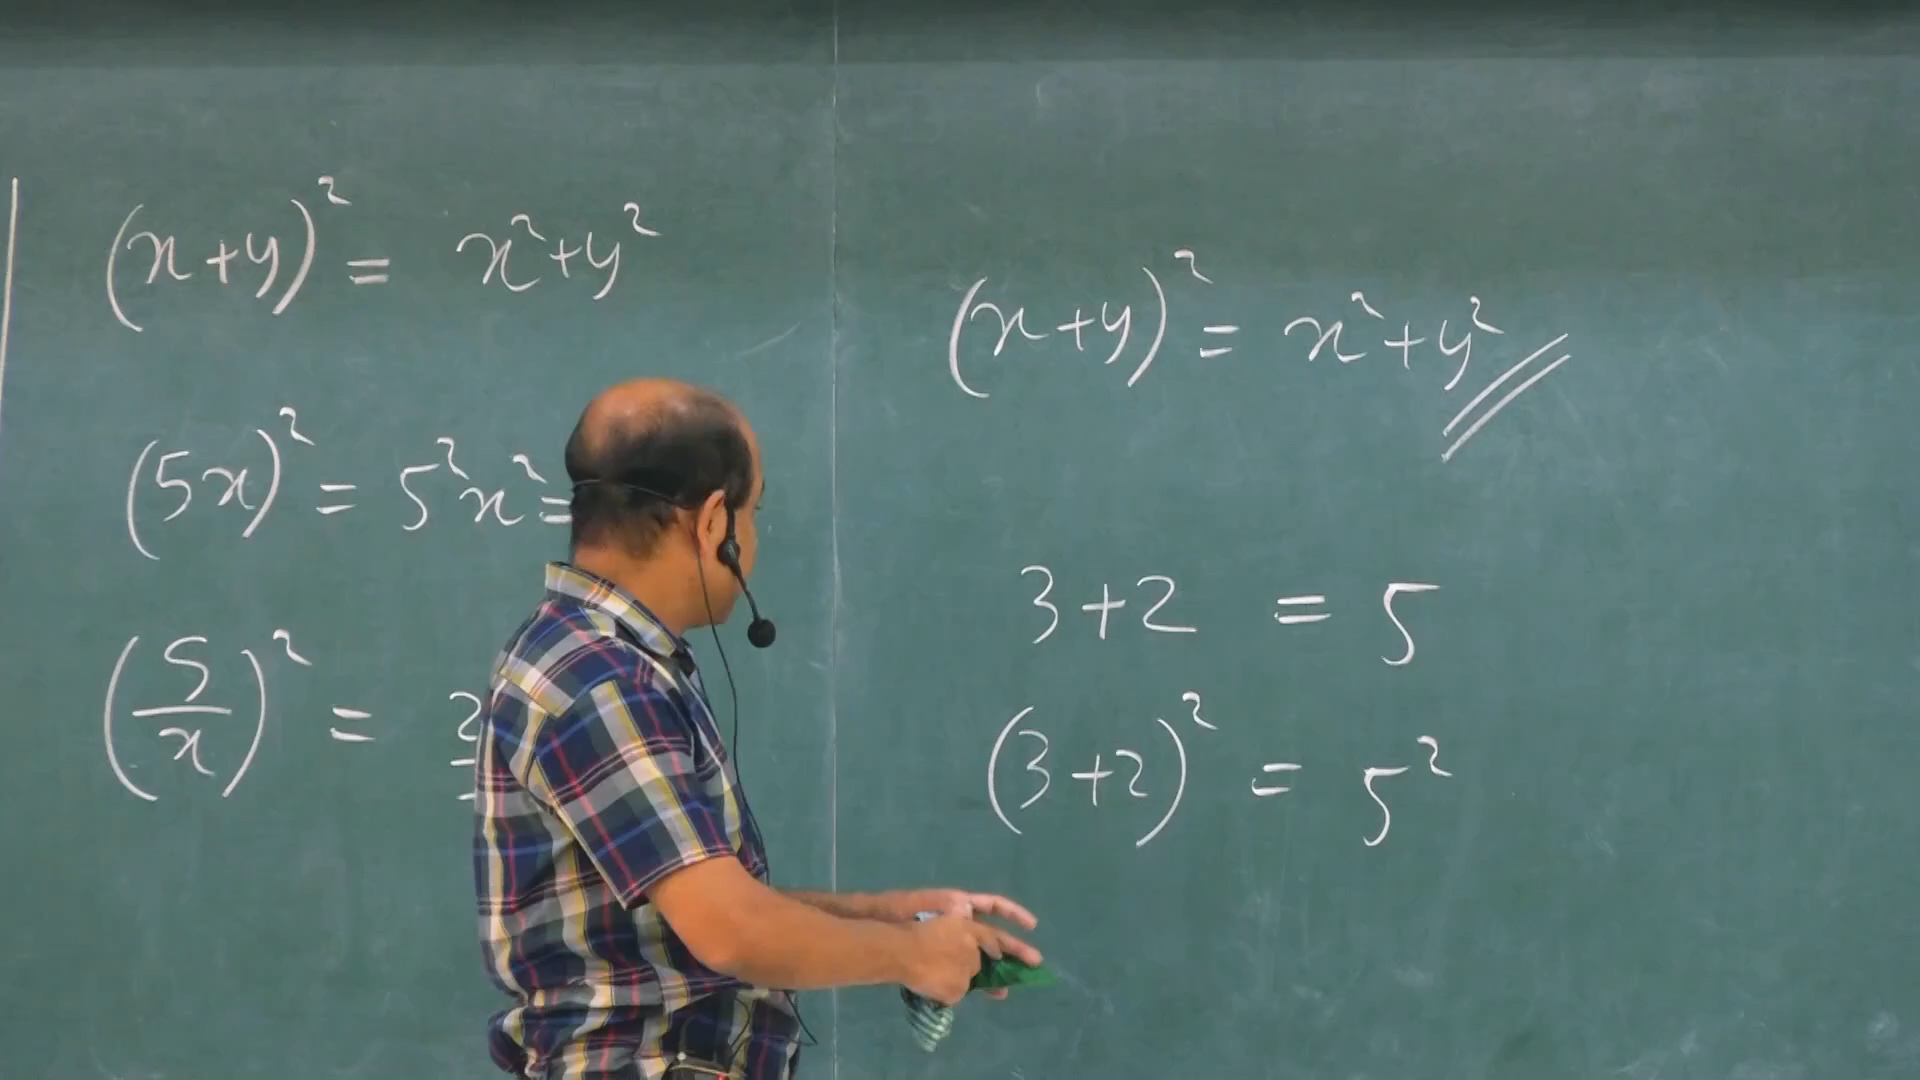 (x+y)² = x²+y²
(5x)² = 5²x² =
(5/x)² =
(x+y)² = x²+y²
3+2 = 5
(3+2)² = 5²